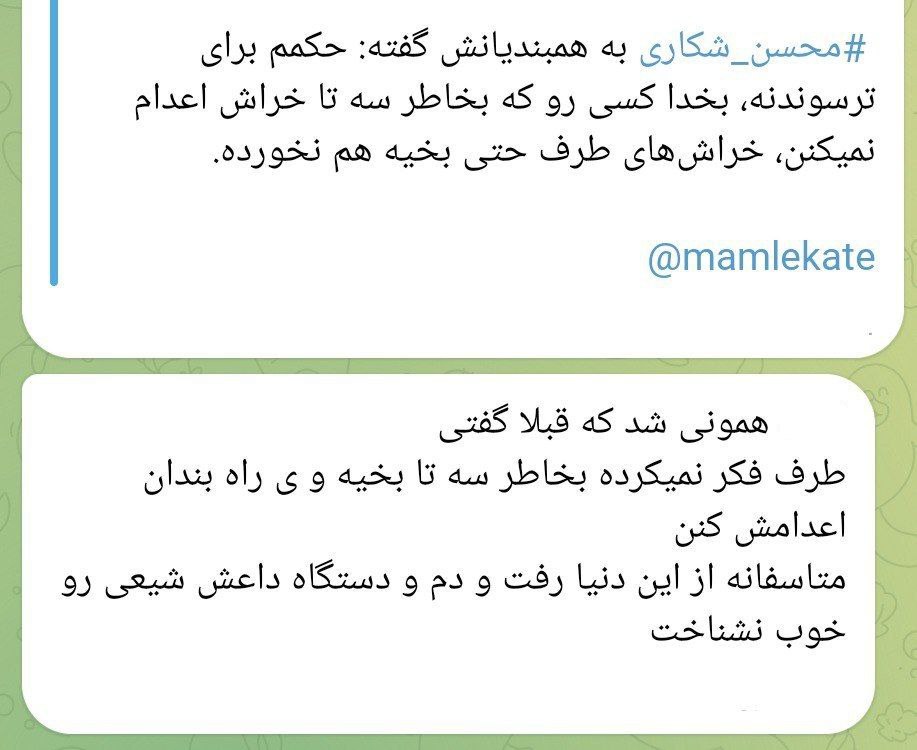 #محسن_شکاری به همبندیانش گفته: حکمم برای
ترسوندنه، بخدا کسی رو که بخاطر سه تا خراش اعدام
نمیکنن، خراش‌های طرف حتی بخیه هم نخورده.
@mamlekate
همونی شد که قبلا گفتی
طرف فکر نمیکرده بخاطر سه تا بخیه و ی راه بندان
اعدامش کنن
متاسفانه از این دنیا رفت و دم و دستگاه داعش شیعی رو
خوب نشناخت